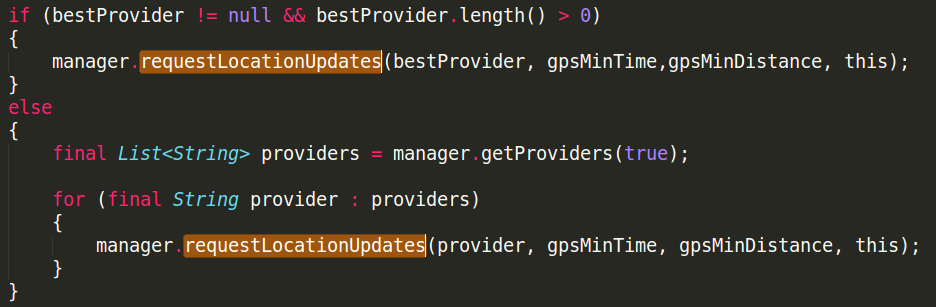 if (bestProvider != null && bestProvider.length() > 0)
{
    manager.requestLocationUpdates(bestProvider, gpsMinTime,gpsMinDistance, this);
}
else
{
    final List<String> providers = manager.getProviders(true);

    for (final String provider : providers)
    {
        manager.requestLocationUpdates(provider, gpsMinTime, gpsMinDistance, this);
    }
}